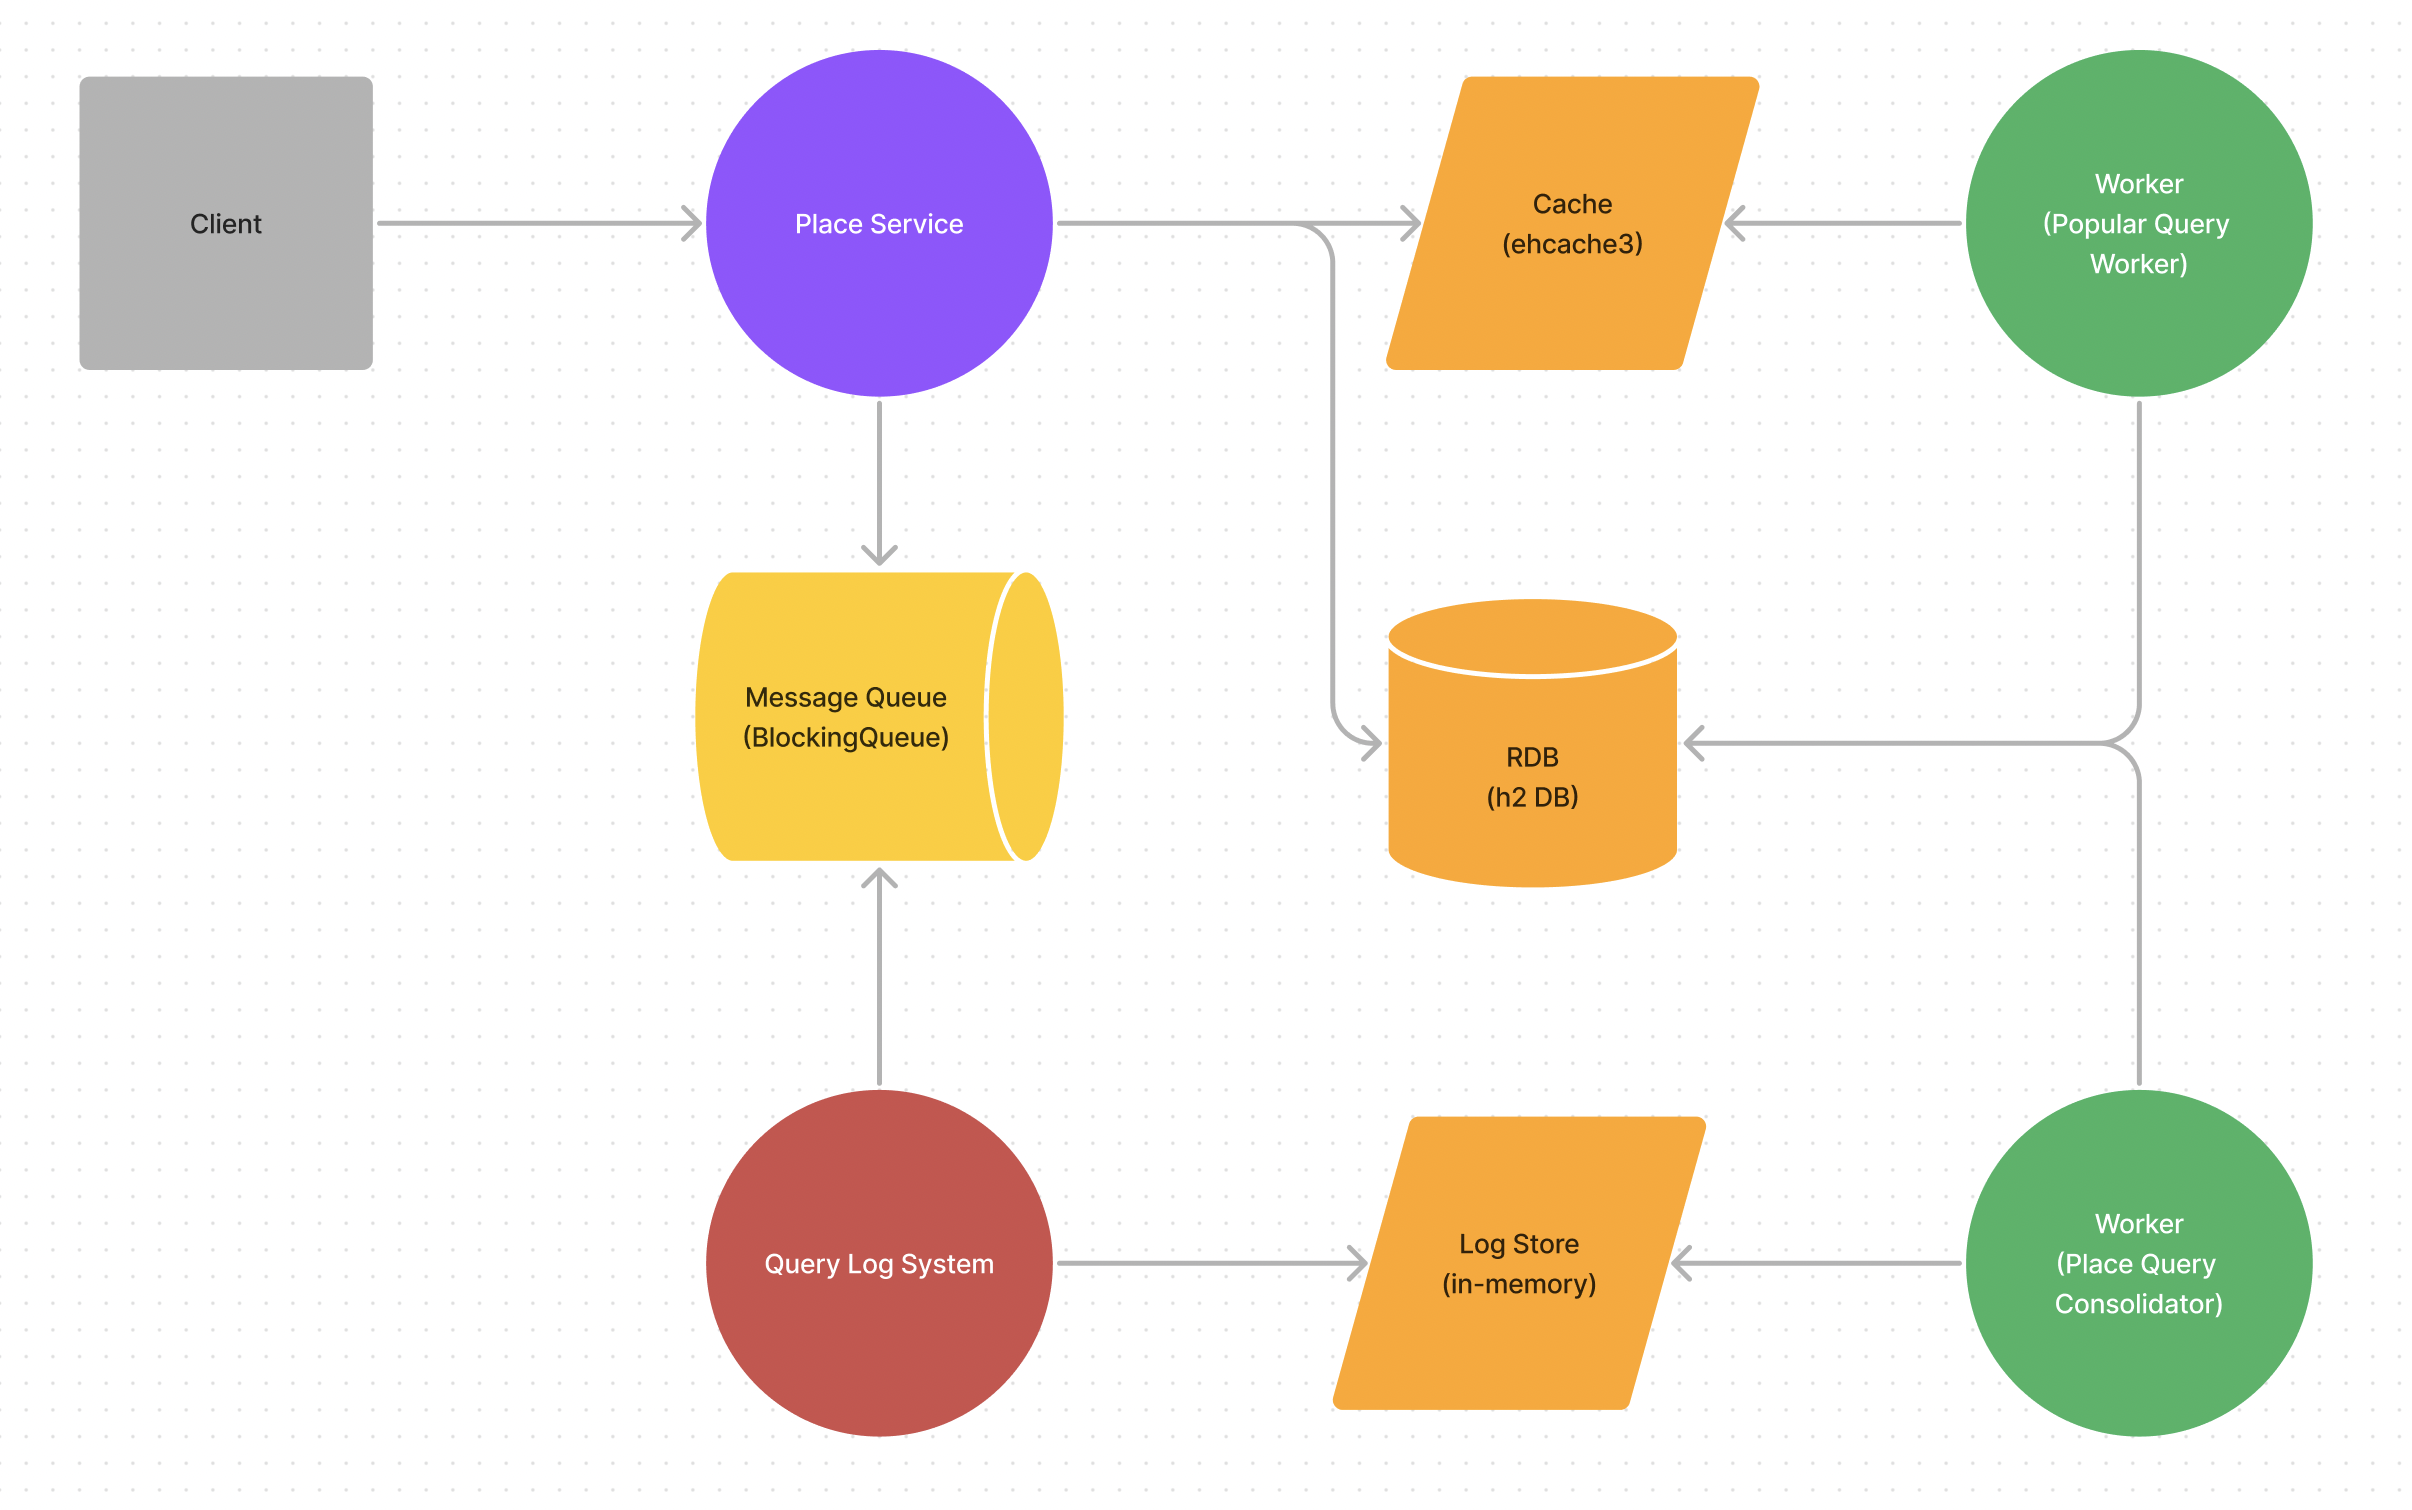 Client
Place Service
Cache
(ehcache3)
Worker
(Popular Query
Worker)
Message Queue
(BlockingQueue)
RDB
(h2 DB)
Query Log System
Log Store
(in-memory)
Worker
(Place Query
Consolidator)